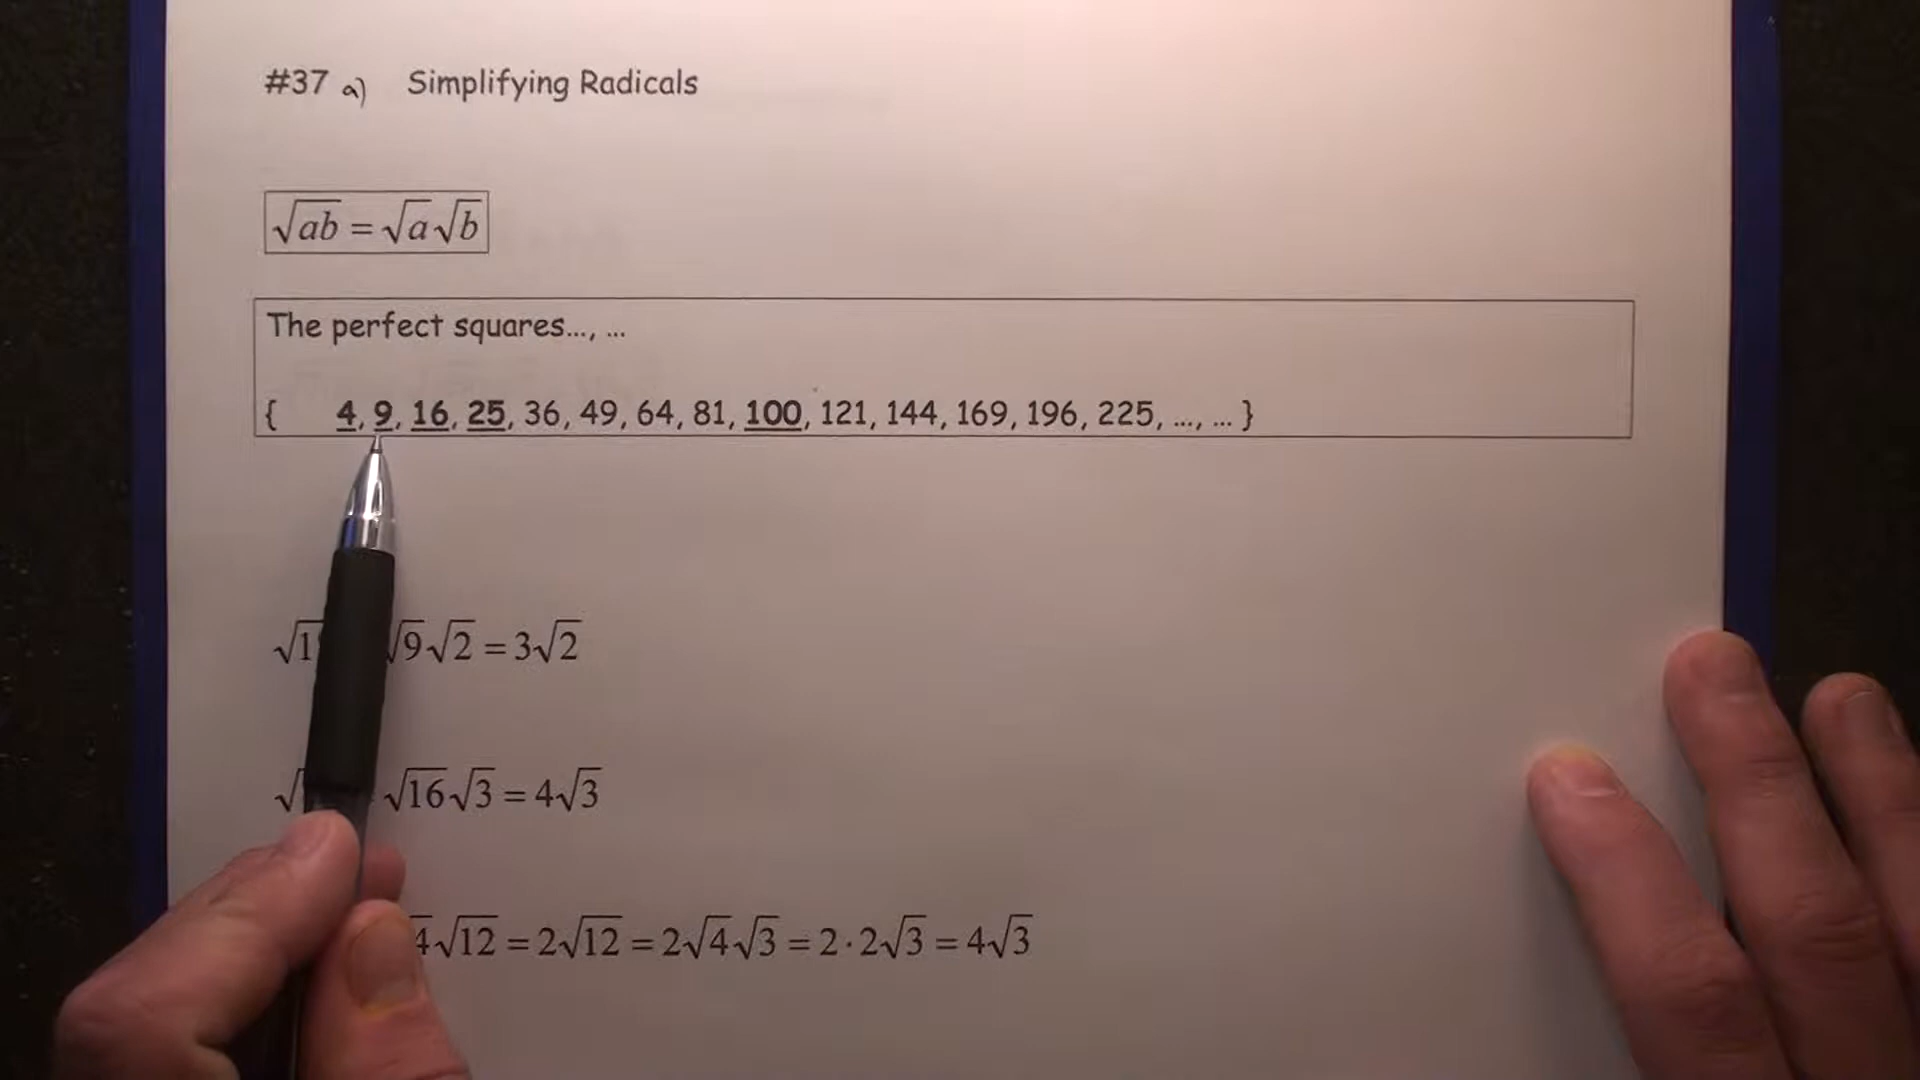 #37 a) Simplifying Radicals
√ab = √a√b
The perfect squares…, …
{ 4, 9, 16, 25, 36, 49, 64, 81, 100, 121, 144, 169, 196, 225, …, … }
√9√2 = 3√2
√16√3 = 4√3
√4√12 = 2√12 = 2√4√3 = 2·2√3 = 4√3